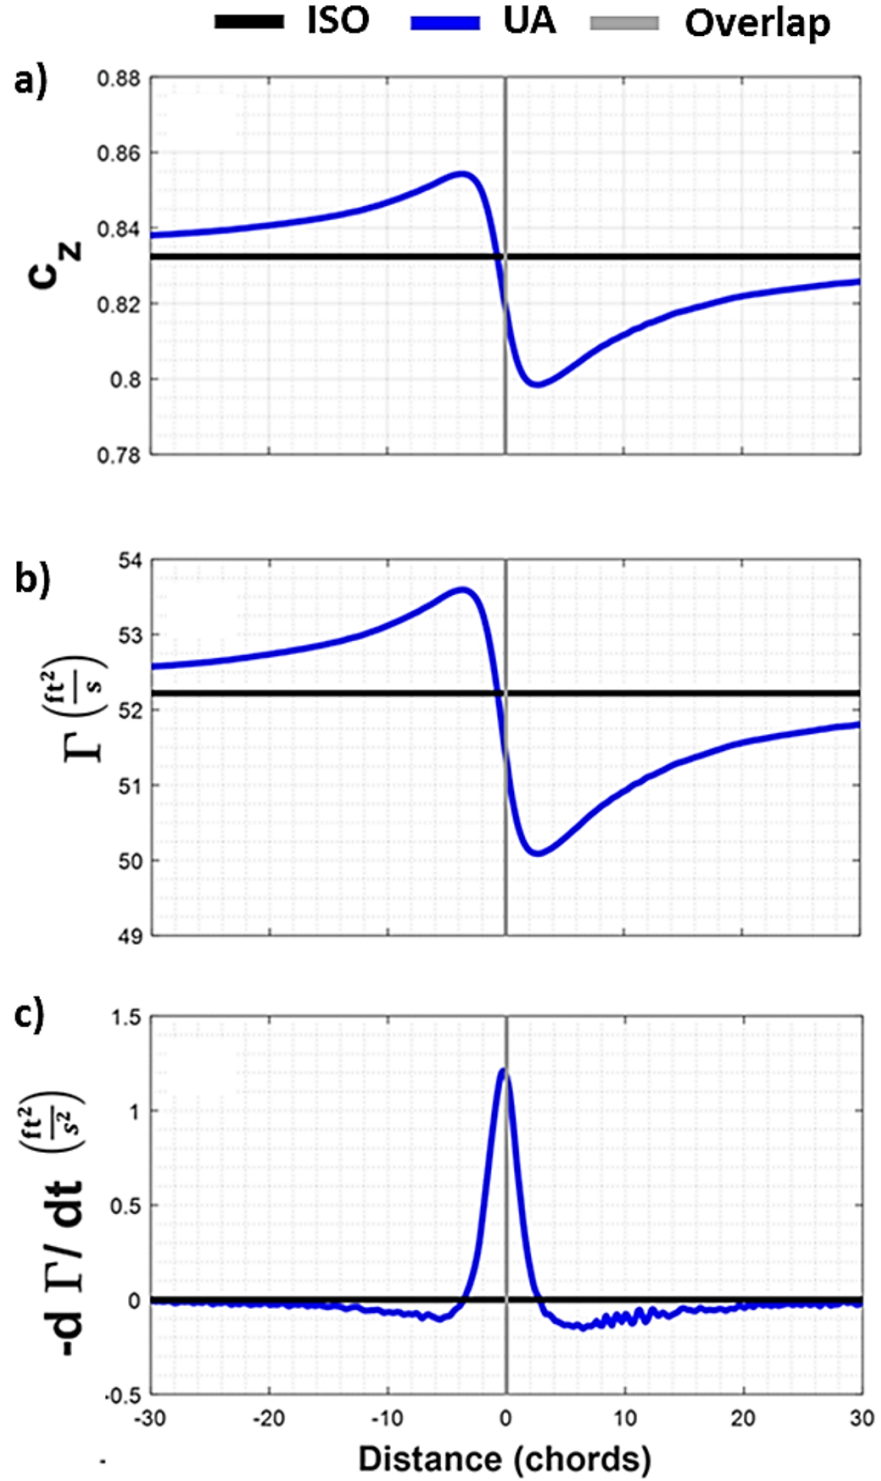 ISO UA Overlap
a)
c_z
0.88
0.86
0.84
0.82
0.8
0.78
b)
Γ (ft²/s)
54
53
52
51
50
49
c)
-d Γ/ dt (ft²/s²)
1.5
1
0.5
0
-0.5
-30 -20 -10 0 10 20 30
Distance (chords)